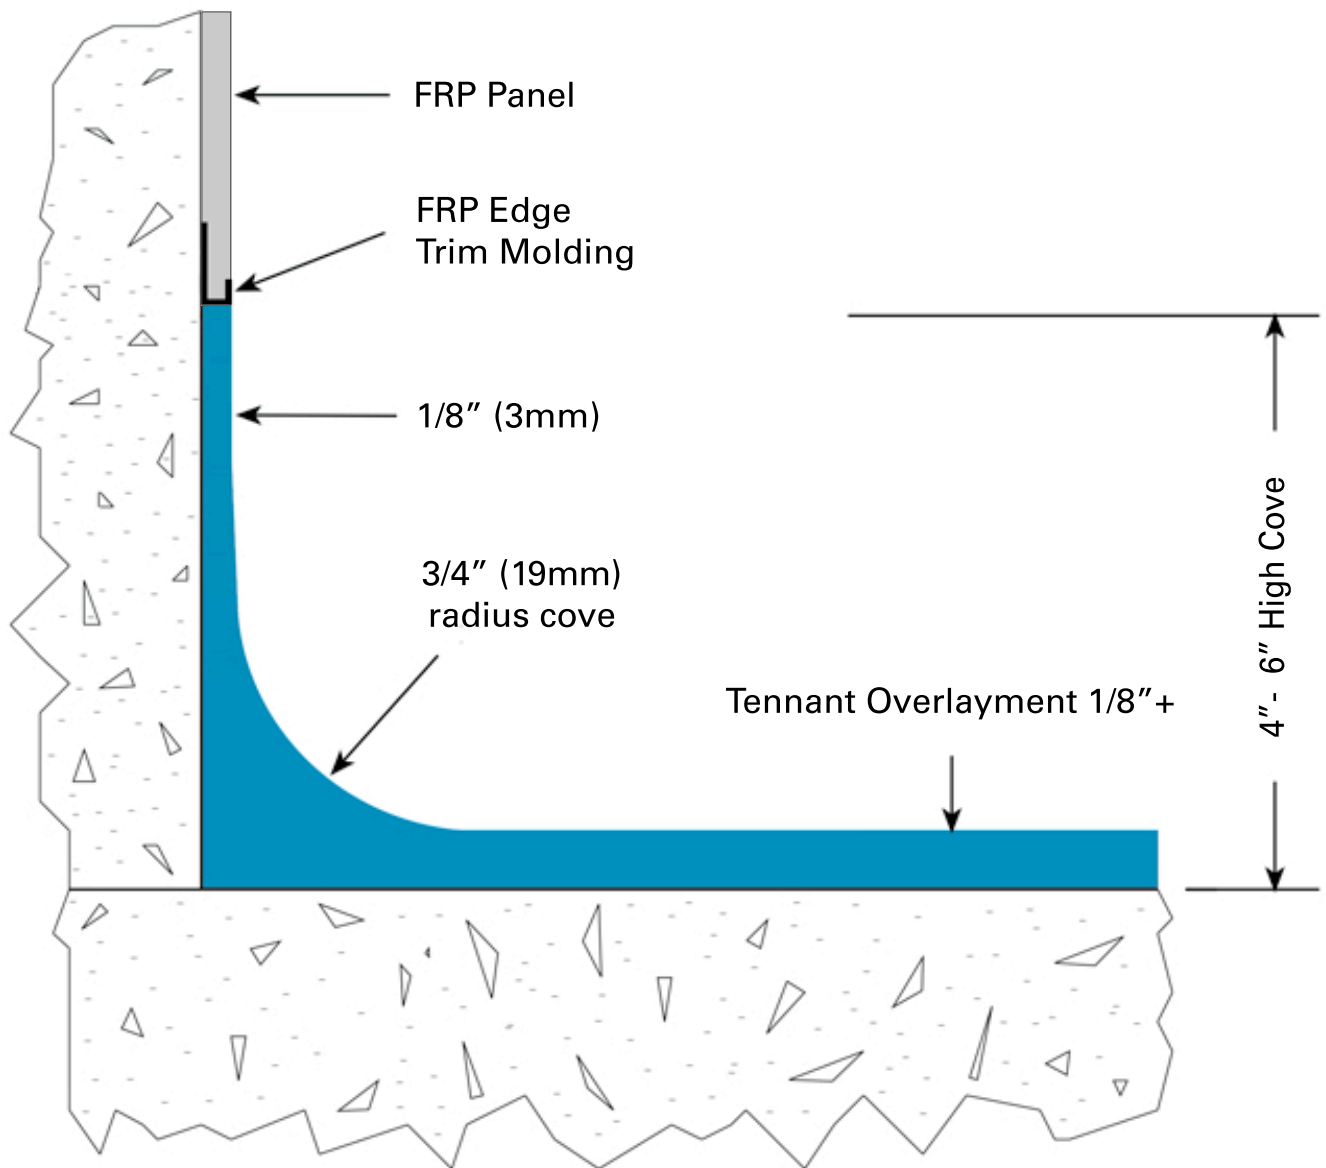 FRP Panel
FRP Edge
Trim Molding
1/8” (3mm)
3/4” (19mm)
radius cove
Tennant Overlayment 1/8”+
4”- 6” High Cove